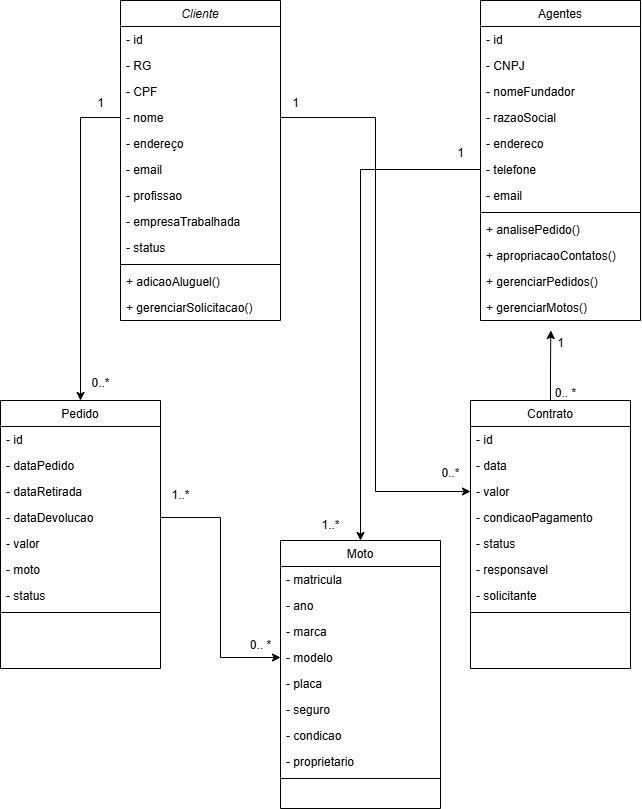 Cliente
- id
- RG
- CPF
- nome
- endereço
- email
- profissao
- empresaTrabalhada
- status
+ adicaoAluguel()
+ gerenciarSolicitacao()
Agentes
- id
- CNPJ
- nomeFundador
- razaoSocial
- endereco
- telefone
- email
+ analisePedido()
+ apropriacaoContatos()
+ gerenciarPedidos()
+ gerenciarMotos()
1
1
1
1
0..*
0.. *
0..*
1..*
1..*
0.. *
Pedido
- id
- dataPedido
- dataRetirada
- dataDevolucao
- valor
- moto
- status
Moto
- matricula
- ano
- marca
- modelo
- placa
- seguro
- condicao
- proprietario
Contrato
- id
- data
- valor
- condicaoPagamento
- status
- responsavel
- solicitante